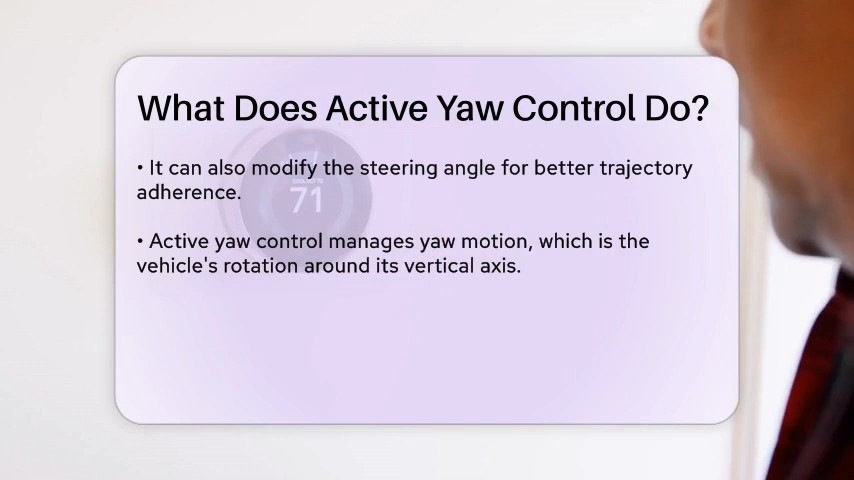 What Does Active Yaw Control Do?
• It can also modify the steering angle for better trajectory
adherence.
71
• Active yaw control manages yaw motion, which is the
vehicle's rotation around its vertical axis.